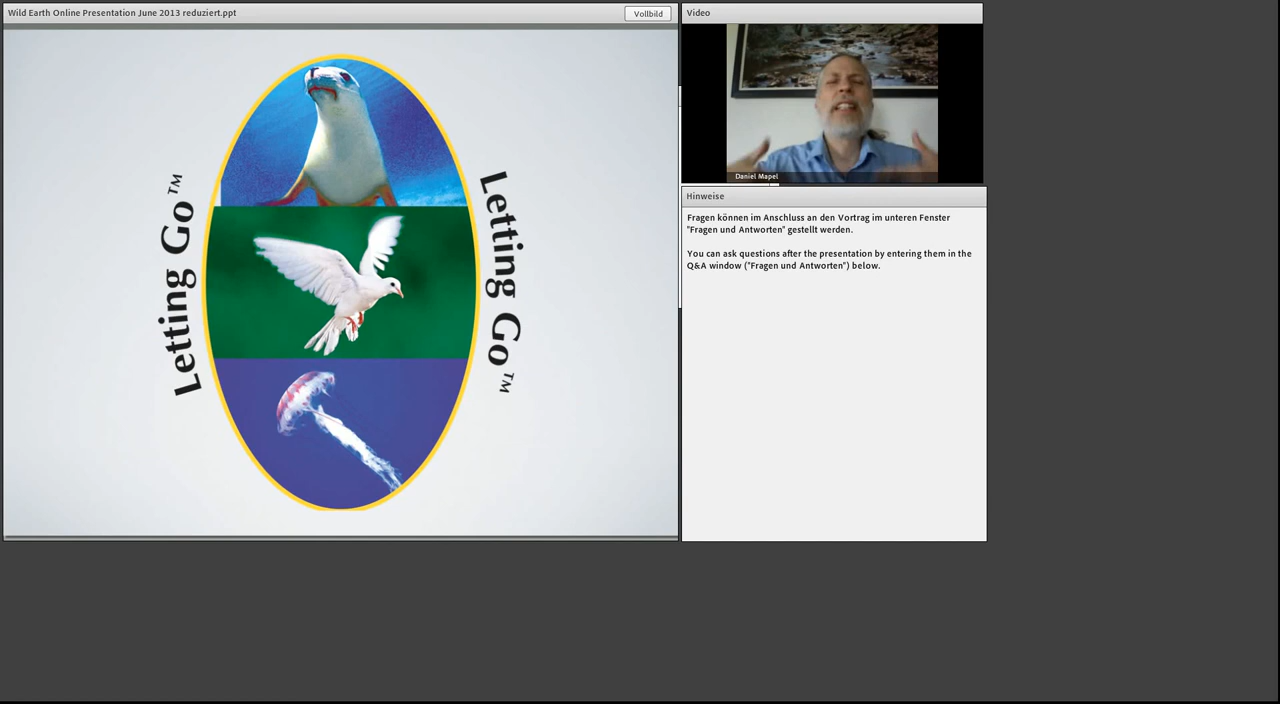 Wild Earth Online Presentation June 2013 reduziert.ppt
Vollbild
Letting Go™
Letting Go™
Video
Daniel Mapel
Hinweise
Fragen können im Anschluss an den Vortrag im unteren Fenster
"Fragen und Antworten" gestellt werden.
You can ask questions after the presentation by entering them in the
Q&A window ("Fragen und Antworten") below.